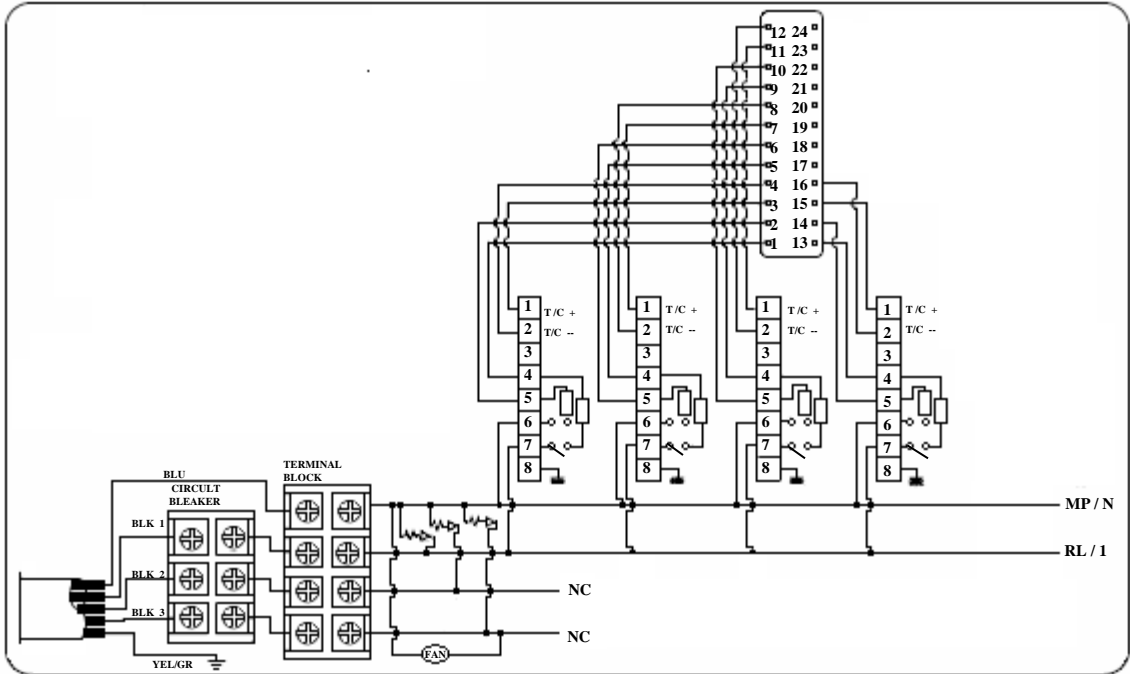 12 24
11 23
10 22
9 21
8 20
7 19
6 18
5 17
4 16
3 15
2 14
1 13
1 T/C +
2 T/C --
3
4
5
6
7
8
1 T/C +
2 T/C --
3
4
5
6
7
8
1 T/C +
2 T/C --
3
4
5
6
7
8
1 T/C +
2 T/C --
3
4
5
6
7
8
TERMINAL
BLOCK
BLU
CIRCULT
BLEAKER
BLK 1
BLK 2
BLK 3
YEL/GR
MP / N
RL / 1
NC
NC
FAN